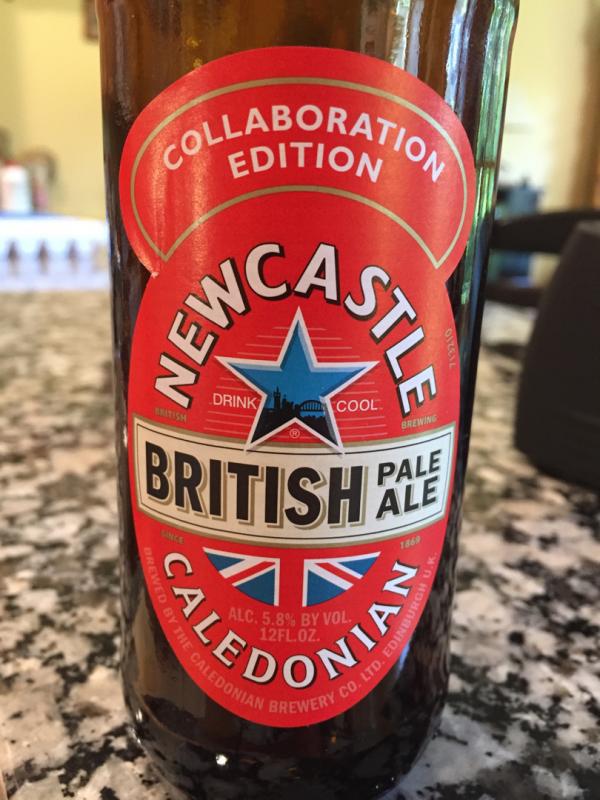 COLLABORATION
EDITION
NEWCASTLE
DRINK COOL
®
BRITISH BREWING
BRITISH PALE ALE
SINCE 1869
CALEDONIAN
ALC. 5.8% BY VOL.
12FL.OZ.
BREWED BY THE CALEDONIAN BREWERY CO. LTD. EDINBURGH U.K.